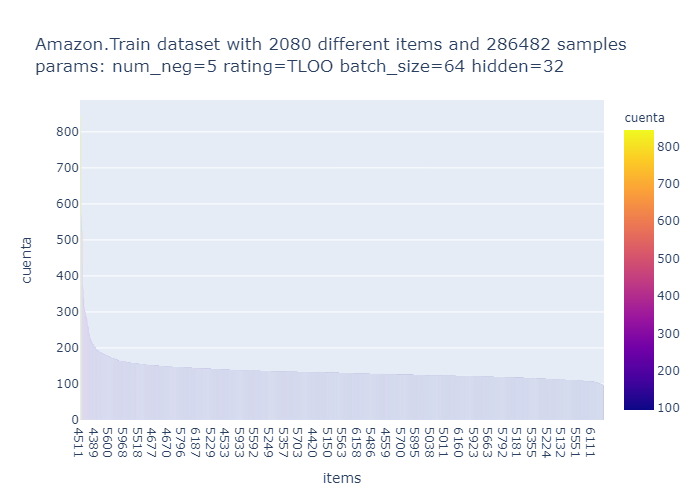 Amazon.Train dataset with 2080 different items and 286482 samples
params: num_neg=5 rating=TLOO batch_size=64 hidden=32
cuenta
800
700
600
500
400
300
200
100
0
cuenta
800
700
600
500
400
300
200
100
4511 4389 5600 5968 5518 4677 4670 5796 6187 2229 4533 5933 5592 5249 5357 5703 4420 5150 5563 6158 5486 4559 5700 5895 5038 5011 6160 5923 5663 5792 5181 5355 5224 5132 5551 6111
items